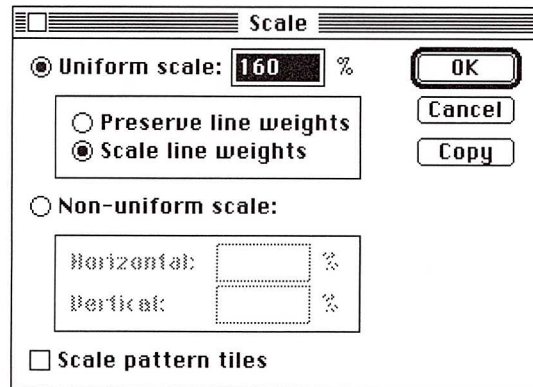 Scale
Uniform scale: 160 %
OK
Preserve line weights
Cancel
Scale line weights
Copy
Non-uniform scale:
Horizontal: %
Vertical: %
Scale pattern tiles